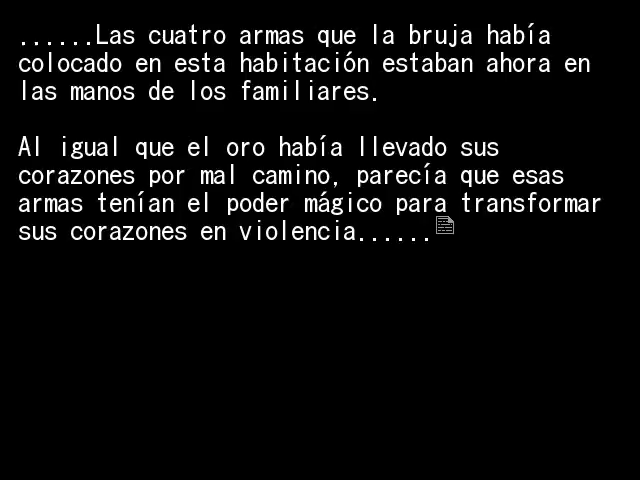 ......Las cuatro armas que la bruja había
colocado en esta habitación estaban ahora en
las manos de los familiares.
Al igual que el oro había llevado sus
corazones por mal camino, parecía que esas
armas tenían el poder mágico para transformar
sus corazones en violencia......